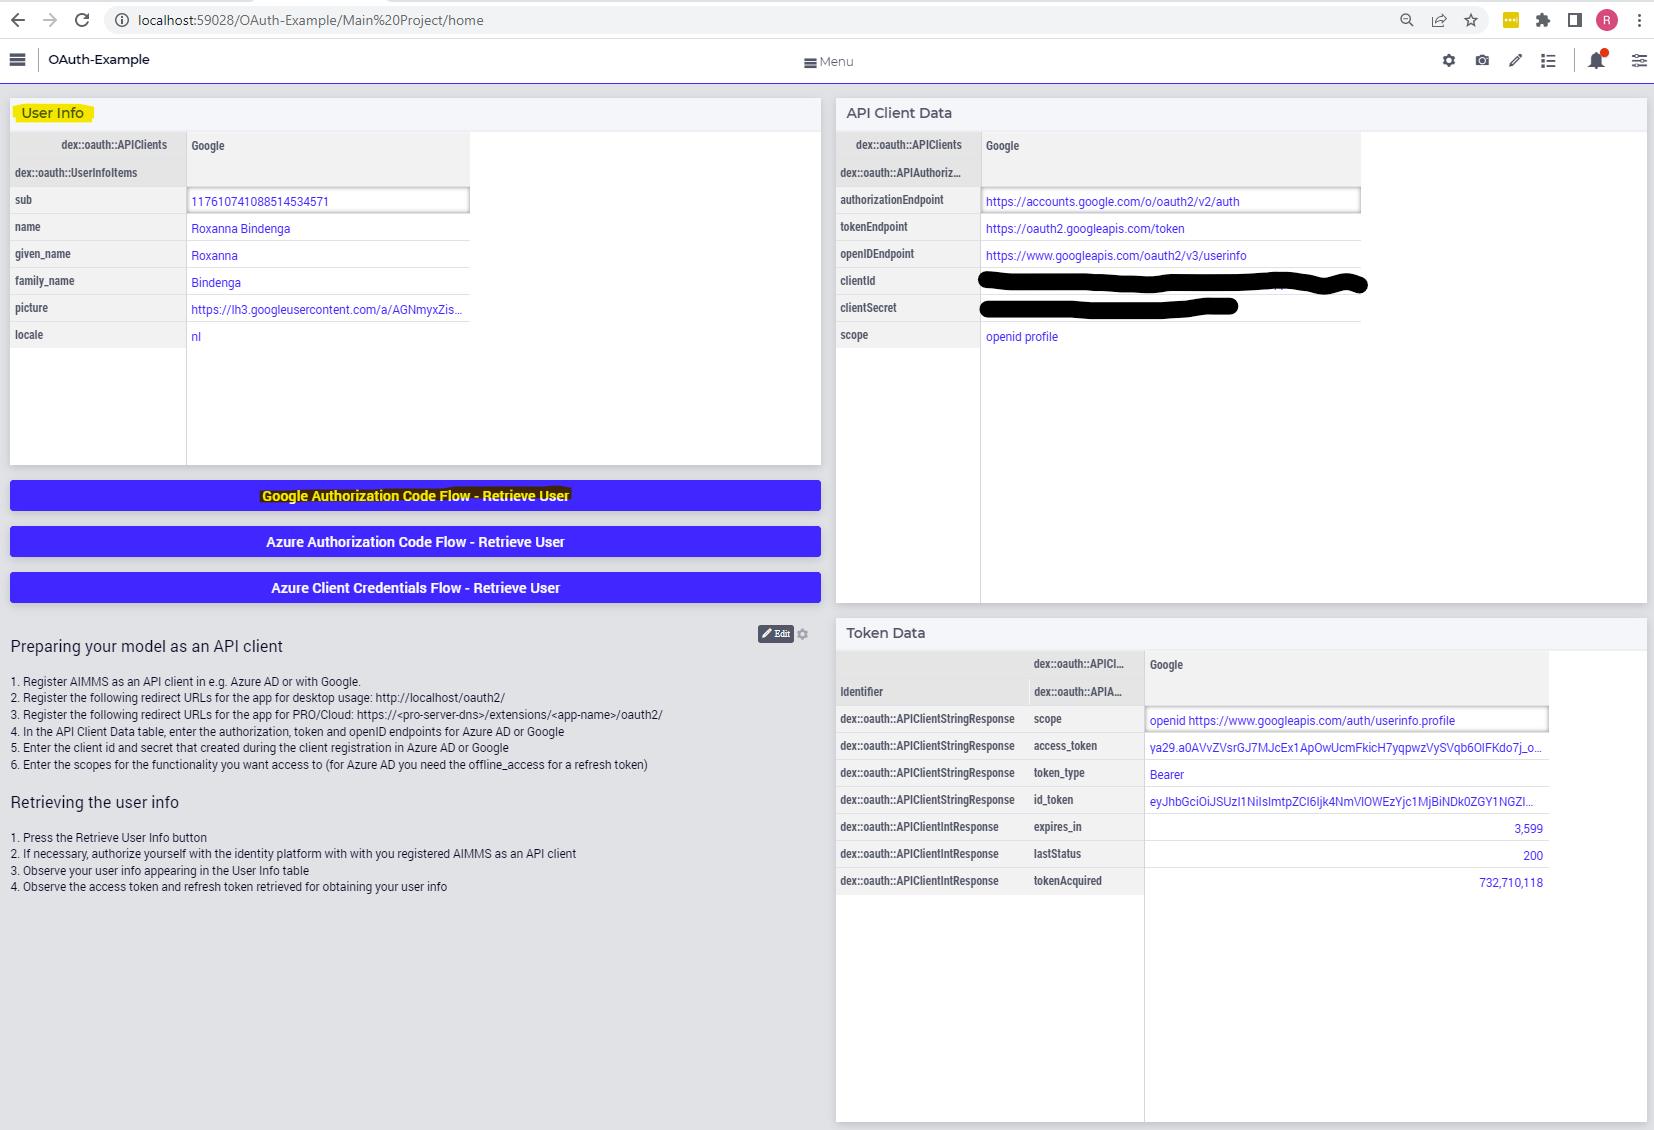 localhost:59028/OAuth-Example/Main%20Project/home
R
OAuth-Example
Menu
User Info
dex::oauth::APIClients Google
dex::oauth::UserInfoItems
sub 117610741088514534571
name Roxanna Bindenga
given_name Roxanna
family_name Bindenga
picture https://lh3.googleusercontent.com/a/AGNmyxZis...
locale nl
Google Authorization Code Flow - Retrieve User
Azure Authorization Code Flow - Retrieve User
Azure Client Credentials Flow - Retrieve User
Edit
Preparing your model as an API client
1. Register AIMMS as an API client in e.g. Azure AD or with Google.
2. Register the following redirect URLs for the app for desktop usage: http://localhost/oauth2/
3. Register the following redirect URLs for the app for PRO/Cloud: https://<pro-server-dns>/extensions/<app-name>/oauth2/
4. In the API Client Data table, enter the authorization, token and openID endpoints for Azure AD or Google
5. Enter the client id and secret that created during the client registration in Azure AD or Google
6. Enter the scopes for the functionality you want access to (for Azure AD you need the offline_access for a refresh token)
Retrieving the user info
1. Press the Retrieve User Info button
2. If necessary, authorize yourself with the identity platform with with you registered AIMMS as an API client
3. Observe your user info appearing in the User Info table
4. Observe the access token and refresh token retrieved for obtaining your user info
API Client Data
dex::oauth::APIClients Google
dex::oauth::APIAuthoriz...
authorizationEndpoint https://accounts.google.com/o/oauth2/v2/auth
tokenEndpoint https://oauth2.googleapis.com/token
openIDEndpoint https://www.googleapis.com/oauth2/v3/userinfo
clientId
clientSecret
scope openid profile
Token Data
dex::oauth::APICl... Google
Identifier dex::oauth::APIA...
dex::oauth::APIClientStringResponse scope openid https://www.googleapis.com/auth/userinfo.profile
dex::oauth::APIClientStringResponse access_token ya29.a0AVvZVsrGJ7MJcEx1ApOwUcmFkicH7yqpwzVySVqb6OIFKdo7j_o...
dex::oauth::APIClientStringResponse token_type Bearer
dex::oauth::APIClientStringResponse id_token eyJhbGciOiJSUzI1NiIsImtpZCI6Ijk4NmVlOWEzYjc1MjBiNDk0ZGY1NGZl...
dex::oauth::APIClientIntResponse expires_in 3,599
dex::oauth::APIClientIntResponse lastStatus 200
dex::oauth::APIClientIntResponse tokenAcquired 732,710,118